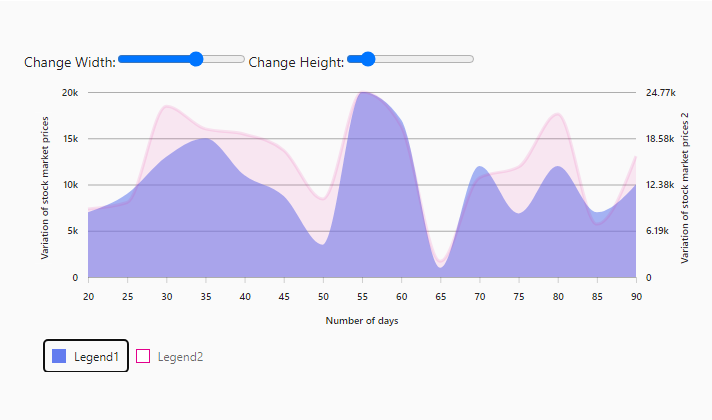 Change Width: Change Height:
20k
15k
10k
5k
0
Variation of stock market prices
24.77k
18.58k
12.38k
6.19k
0
Variation of stock market prices 2
20 25 30 35 40 45 50 55 60 65 70 75 80 85 90
Number of days
Legend1 Legend2